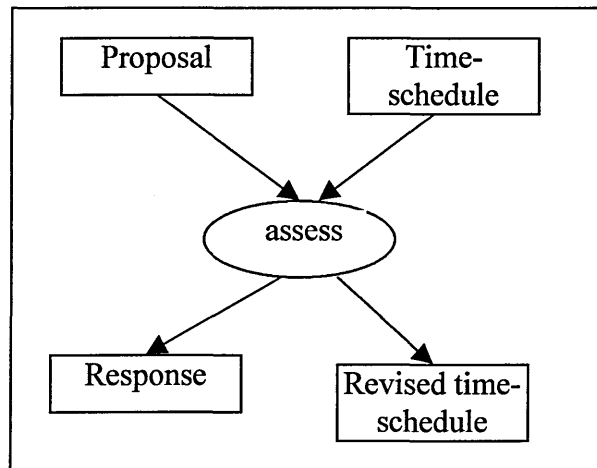 Proposal
Time-
schedule
assess
Response
Revised time-
schedule